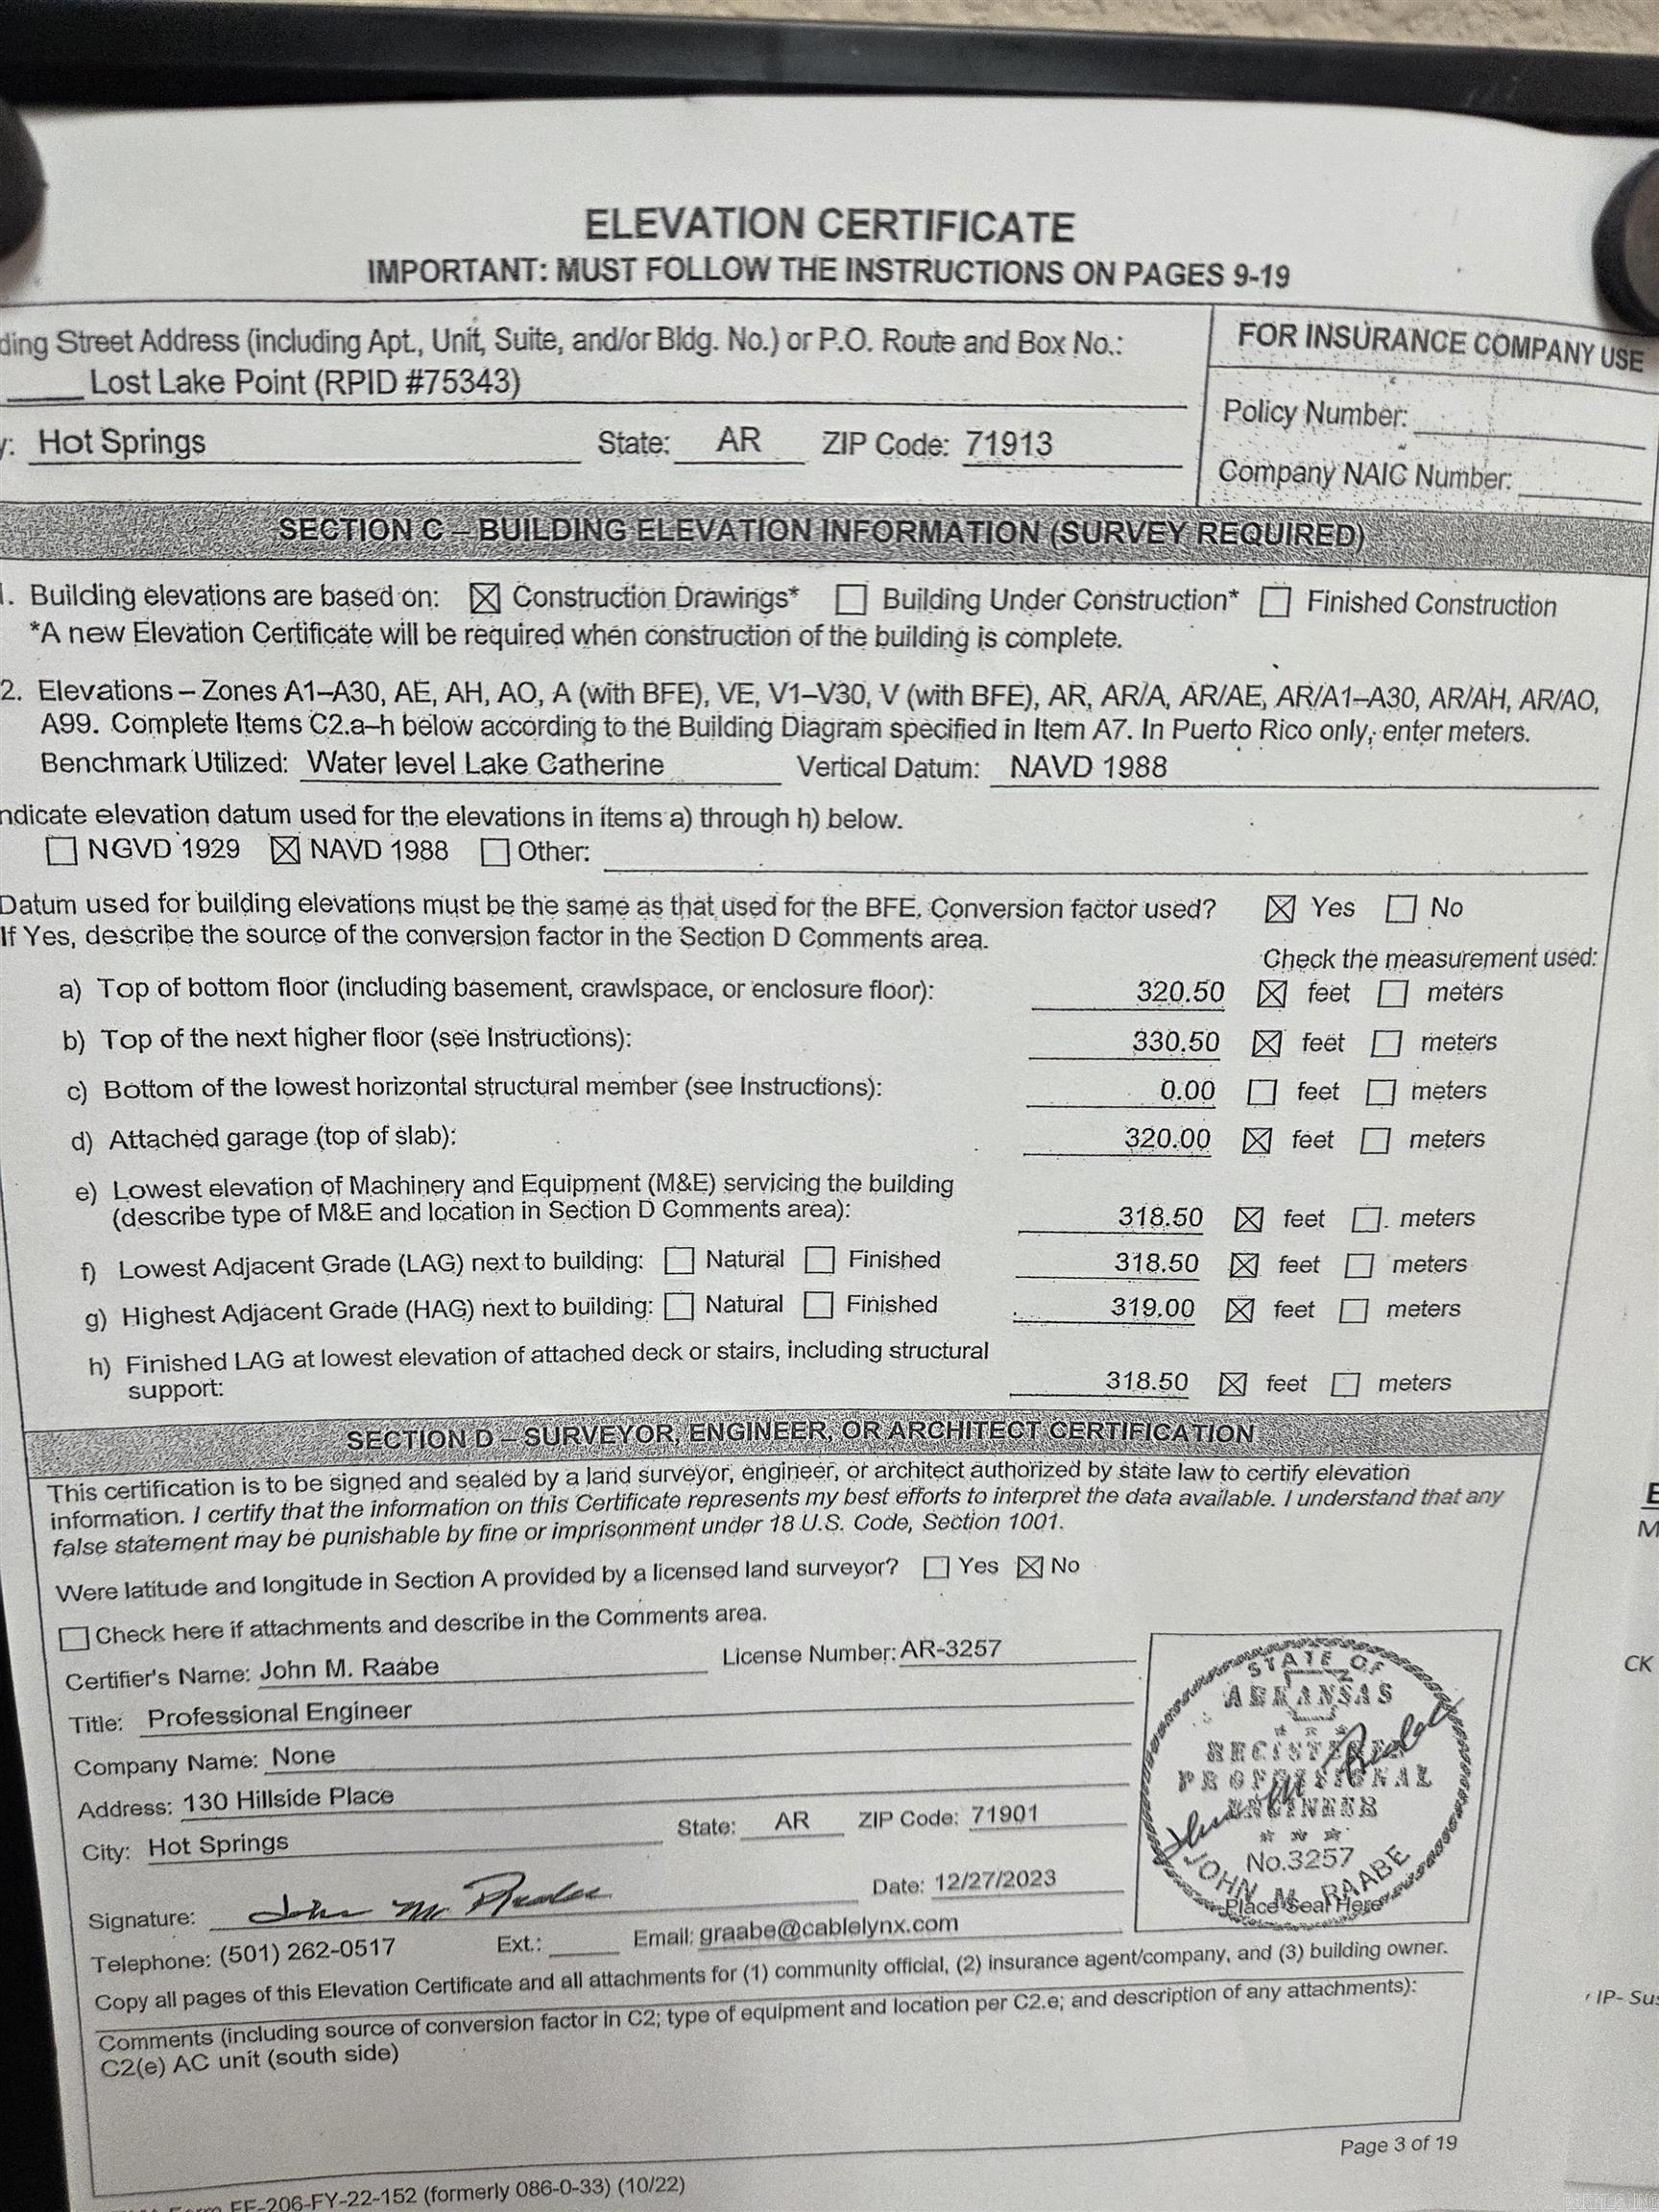 ELEVATION CERTIFICATE
IMPORTANT: MUST FOLLOW THE INSTRUCTIONS ON PAGES 9-19
ding Street Address (including Apt., Unit, Suite, and/or Bldg. No.) or P.O. Route and Box No.:
Lost Lake Point (RPID #75343)
y: Hot Springs State: AR ZIP Code: 71913
FOR INSURANCE COMPANY USE
Policy Number:
Company NAIC Number:
SECTION C – BUILDING ELEVATION INFORMATION (SURVEY REQUIRED)
1. Building elevations are based on: ☒ Construction Drawings* ☐ Building Under Construction* ☐ Finished Construction
*A new Elevation Certificate will be required when construction of the building is complete.
2. Elevations – Zones A1–A30, AE, AH, AO, A (with BFE), VE, V1–V30, V (with BFE), AR, AR/A, AR/AE, AR/A1–A30, AR/AH, AR/AO,
A99. Complete Items C2.a–h below according to the Building Diagram specified in Item A7. In Puerto Rico only, enter meters.
Benchmark Utilized: Water level Lake Catherine Vertical Datum: NAVD 1988
ndicate elevation datum used for the elevations in items a) through h) below.
☐ NGVD 1929 ☒ NAVD 1988 ☐ Other:
Datum used for building elevations must be the same as that used for the BFE. Conversion factor used? ☒ Yes ☐ No
If Yes, describe the source of the conversion factor in the Section D Comments area.
Check the measurement used:
a) Top of bottom floor (including basement, crawlspace, or enclosure floor): 320.50 ☒ feet ☐ meters
b) Top of the next higher floor (see Instructions): 330.50 ☒ feet ☐ meters
c) Bottom of the lowest horizontal structural member (see Instructions): 0.00 ☐ feet ☐ meters
d) Attached garage (top of slab): 320.00 ☒ feet ☐ meters
e) Lowest elevation of Machinery and Equipment (M&E) servicing the building
(describe type of M&E and location in Section D Comments area): 318.50 ☒ feet ☐ meters
f) Lowest Adjacent Grade (LAG) next to building: ☐ Natural ☐ Finished 318.50 ☒ feet ☐ meters
g) Highest Adjacent Grade (HAG) next to building: ☐ Natural ☐ Finished 319.00 ☒ feet ☐ meters
h) Finished LAG at lowest elevation of attached deck or stairs, including structural
support: 318.50 ☒ feet ☐ meters
SECTION D – SURVEYOR, ENGINEER, OR ARCHITECT CERTIFICATION
This certification is to be signed and sealed by a land surveyor, engineer, or architect authorized by state law to certify elevation
information. I certify that the information on this Certificate represents my best efforts to interpret the data available. I understand that any
false statement may be punishable by fine or imprisonment under 18 U.S. Code, Section 1001.
Were latitude and longitude in Section A provided by a licensed land surveyor? ☐ Yes ☒ No
☐ Check here if attachments and describe in the Comments area.
Certifier's Name: John M. Raabe License Number: AR-3257
Title: Professional Engineer
Company Name: None
Address: 130 Hillside Place
City: Hot Springs State: AR ZIP Code: 71901
Signature: John M Raabe Date: 12/27/2023
Telephone: (501) 262-0517 Ext.: Email: graabe@cablelynx.com
STATE OF
ARKANSAS
REGISTERED
PROFESSIONAL
ENGINEER
No.3257
JOHN M. RAABE
Place Seal Here
John M Raabe
Copy all pages of this Elevation Certificate and all attachments for (1) community official, (2) insurance agent/company, and (3) building owner.
Comments (including source of conversion factor in C2; type of equipment and location per C2.e; and description of any attachments):
C2(e) AC unit (south side)
Page 3 of 19
Form FF-206-FY-22-152 (formerly 086-0-33) (10/22)
CK
IP- Sus